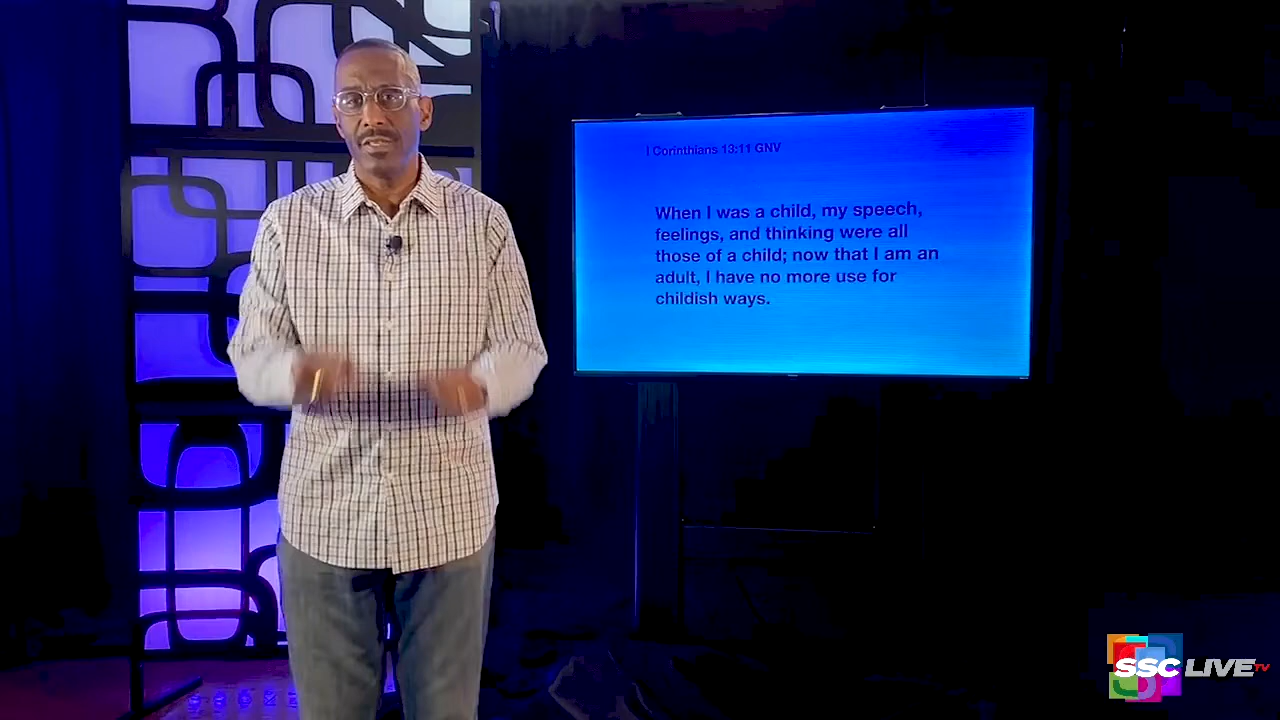 I Corinthians 13:11 GNV
When I was a child, my speech,
feelings, and thinking were all
those of a child; now that I am an
adult, I have no more use for
childish ways.
SSC LIVE TV